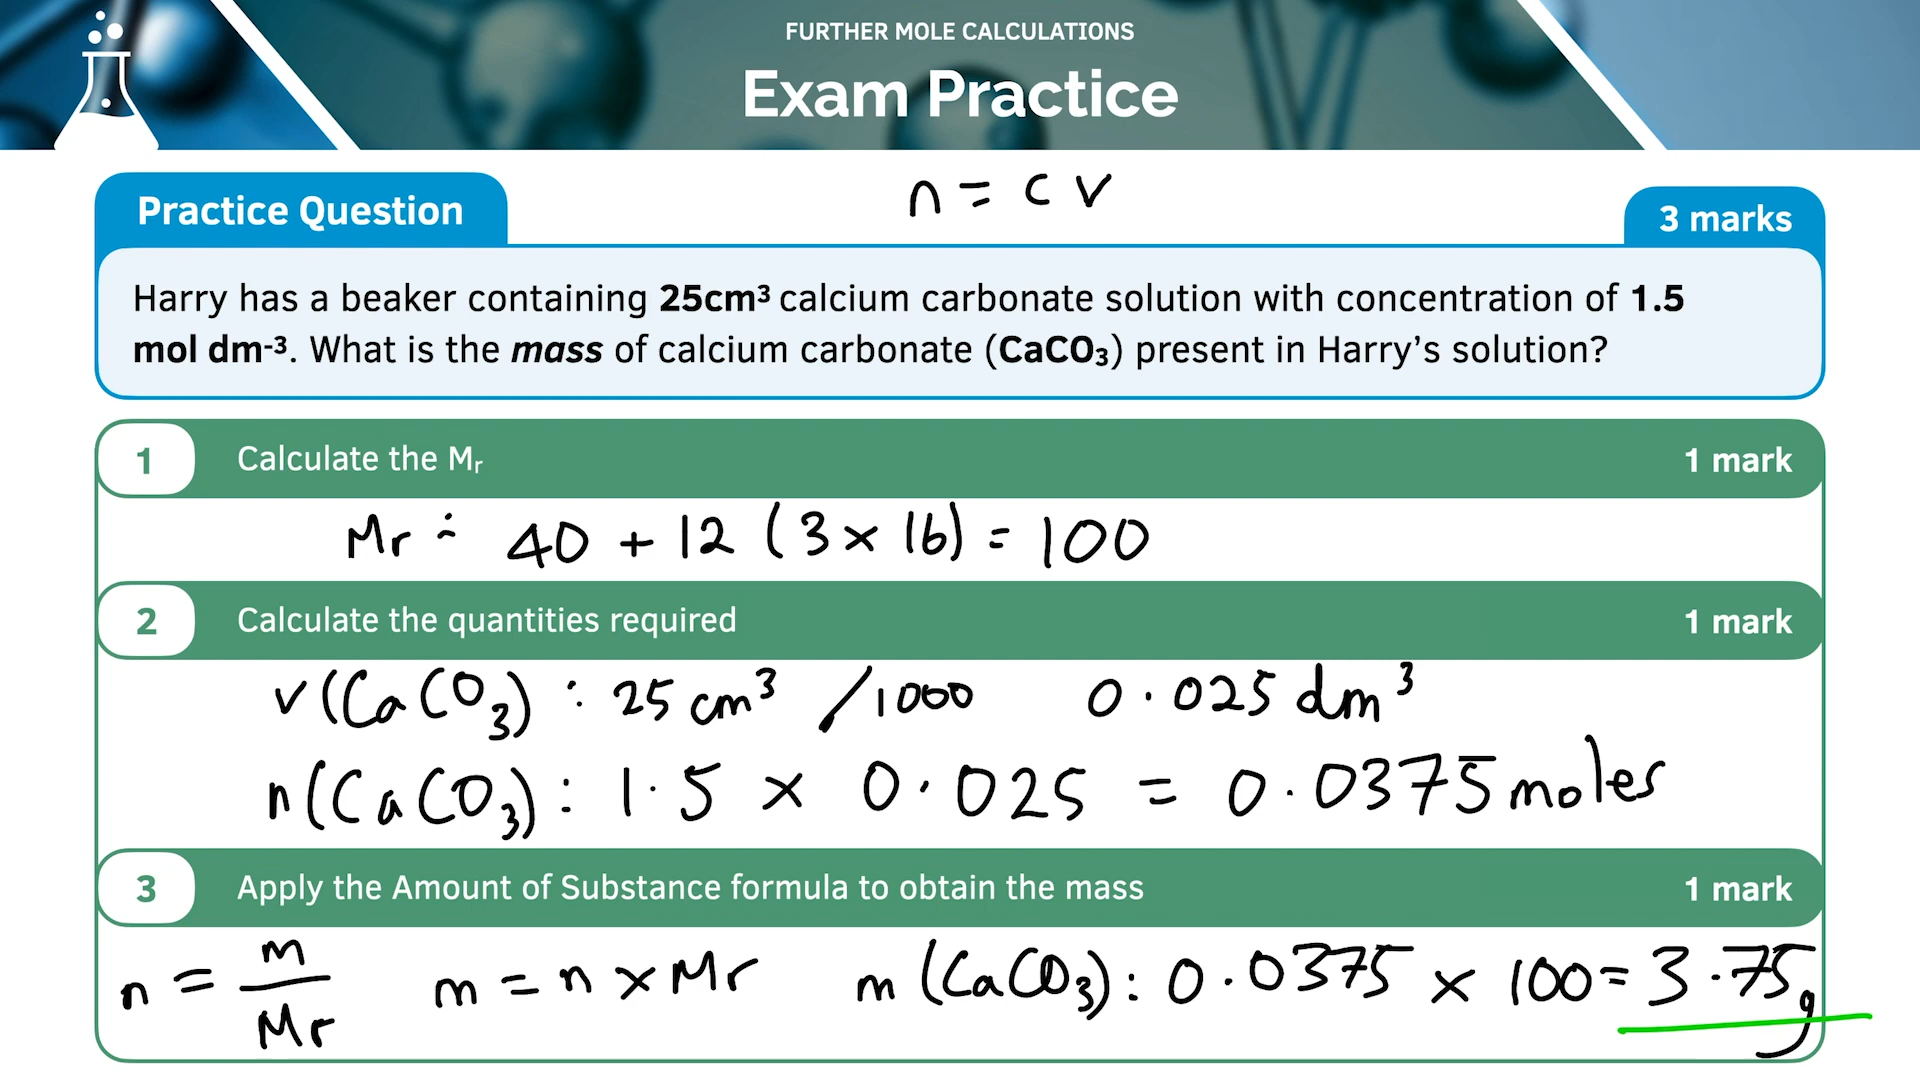 FURTHER MOLE CALCULATIONS
Exam Practice
n = c v
Practice Question
3 marks
Harry has a beaker containing 25cm³ calcium carbonate solution with concentration of 1.5
mol dm-³. What is the mass of calcium carbonate (CaCO₃) present in Harry’s solution?
1 Calculate the Mᵣ 1 mark
Mr : 40 + 12 (3 x 16) = 100
2 Calculate the quantities required 1 mark
v(CaCO₃) : 25 cm³ /1000 0.025 dm³
n(CaCO₃) : 1.5 x 0.025 = 0.0375 moles
3 Apply the Amount of Substance formula to obtain the mass 1 mark
n = m/Mr m = n x Mr m (CaCO₃) : 0.0375 x 100 = 3.75g